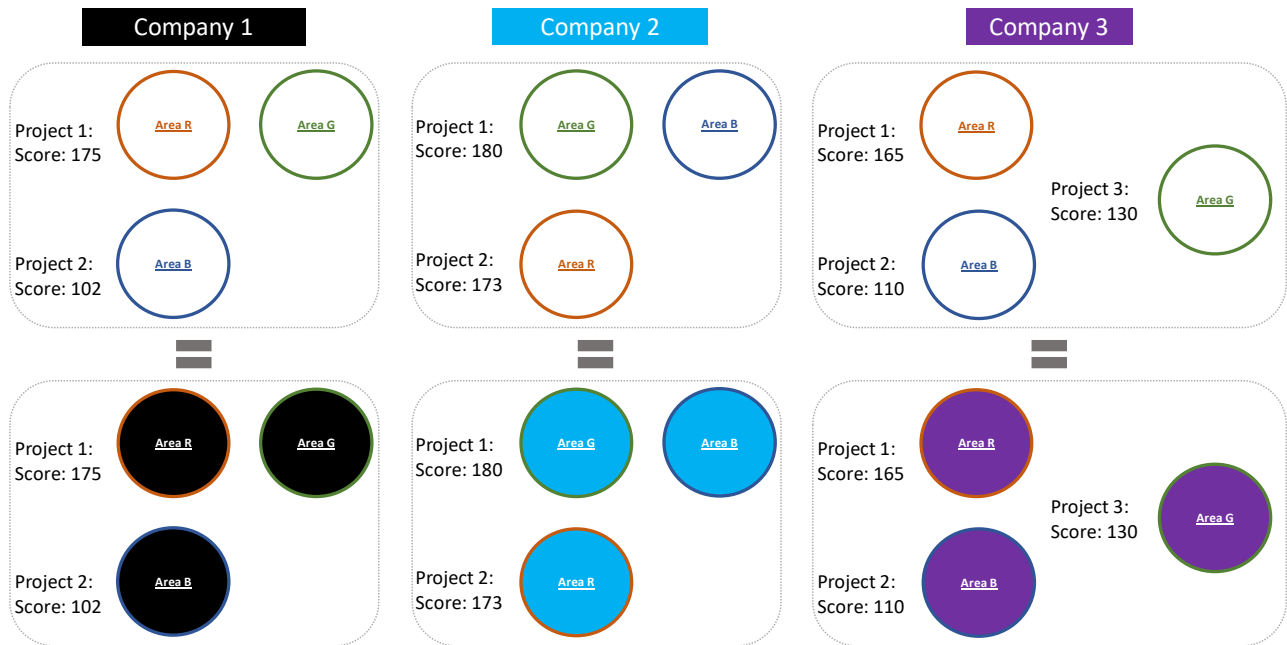 Company 1
Company 2
Company 3
Project 1:
Score: 175
Area R
Area G
Project 2:
Score: 102
Area B
Project 1:
Score: 180
Area G
Area B
Project 2:
Score: 173
Area R
Project 1:
Score: 165
Area R
Project 3:
Score: 130
Area G
Project 2:
Score: 110
Area B
Project 1:
Score: 175
Area R
Area G
Project 2:
Score: 102
Area B
Project 1:
Score: 180
Area G
Area B
Project 2:
Score: 173
Area R
Project 1:
Score: 165
Area R
Project 3:
Score: 130
Area G
Project 2:
Score: 110
Area B